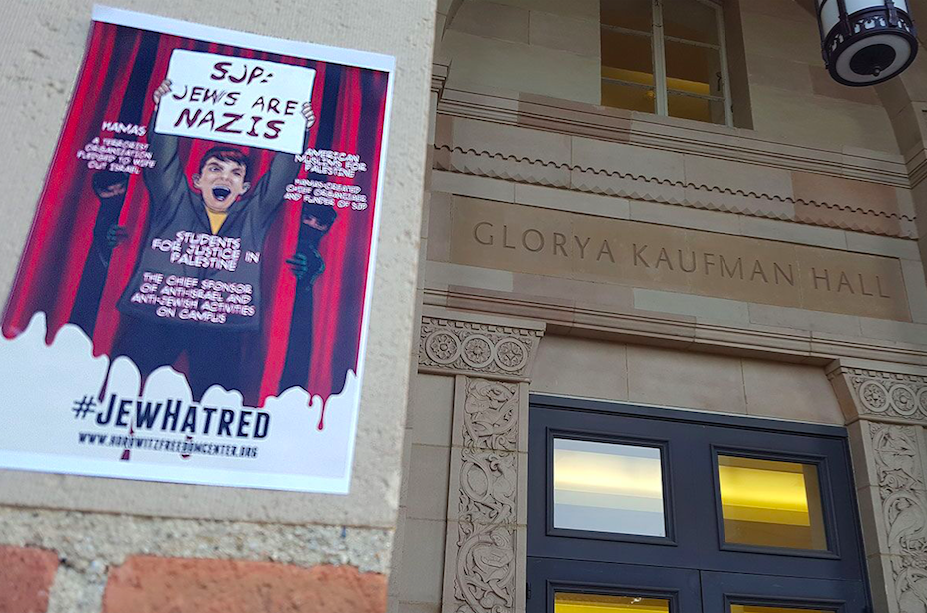 SJP:
JEWS ARE
NAZIS
HAMAS
A TERRORIST
ORGANIZATION
PLEDGED TO WIPE
OUT ISRAEL
AMERICAN
MUSLIMS FOR
PALESTINE
HAMAS-CREATED
CHIEF ORGANIZER
AND FUNDER OF SJP
STUDENTS
FOR JUSTICE IN
PALESTINE
THE CHIEF SPONSOR
OF ANTI-ISRAEL AND
ANTI-JEWISH ACTIVITIES
ON CAMPUS
#JEWHATRED
WWW.HOROWITZFREEDOMCENTER.ORG
GLORYA KAUFMAN HALL